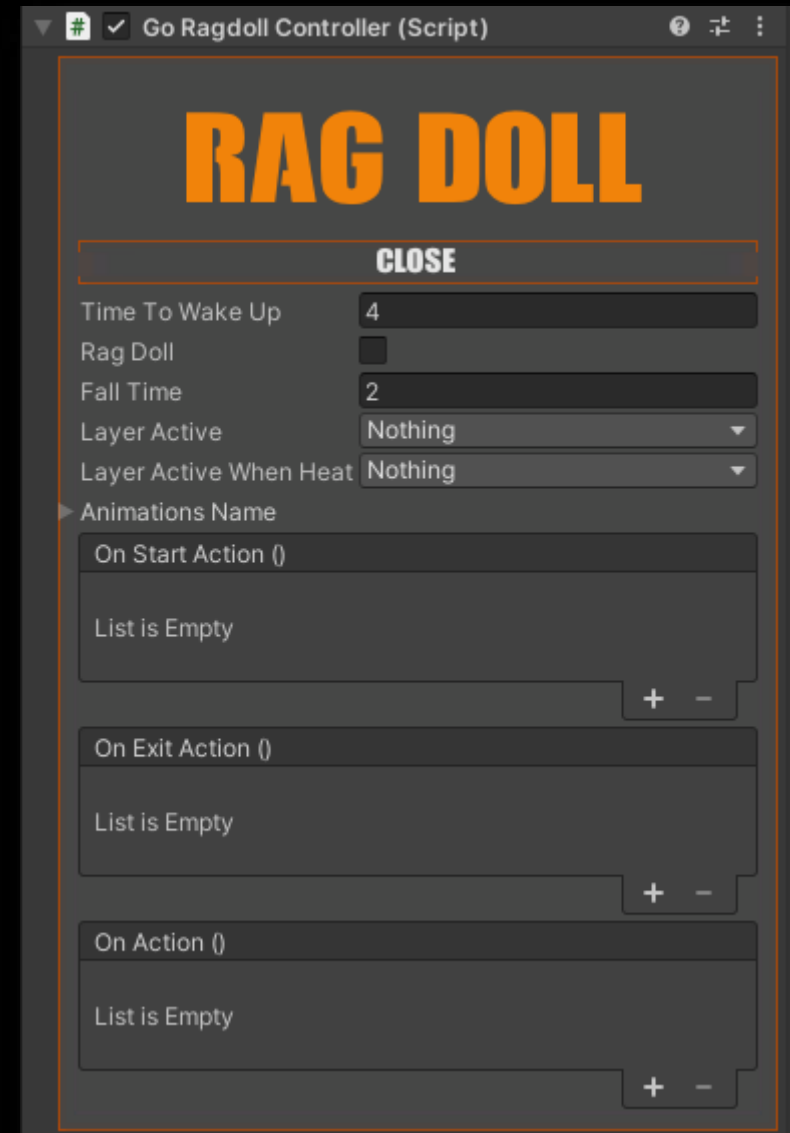 # Go Ragdoll Controller (Script)
RAG DOLL
CLOSE
Time To Wake Up 4
Rag Doll
Fall Time 2
Layer Active Nothing
Layer Active When Heat Nothing
Animations Name
On Start Action ()
List is Empty
+ −
On Exit Action ()
List is Empty
+ −
On Action ()
List is Empty
+ −